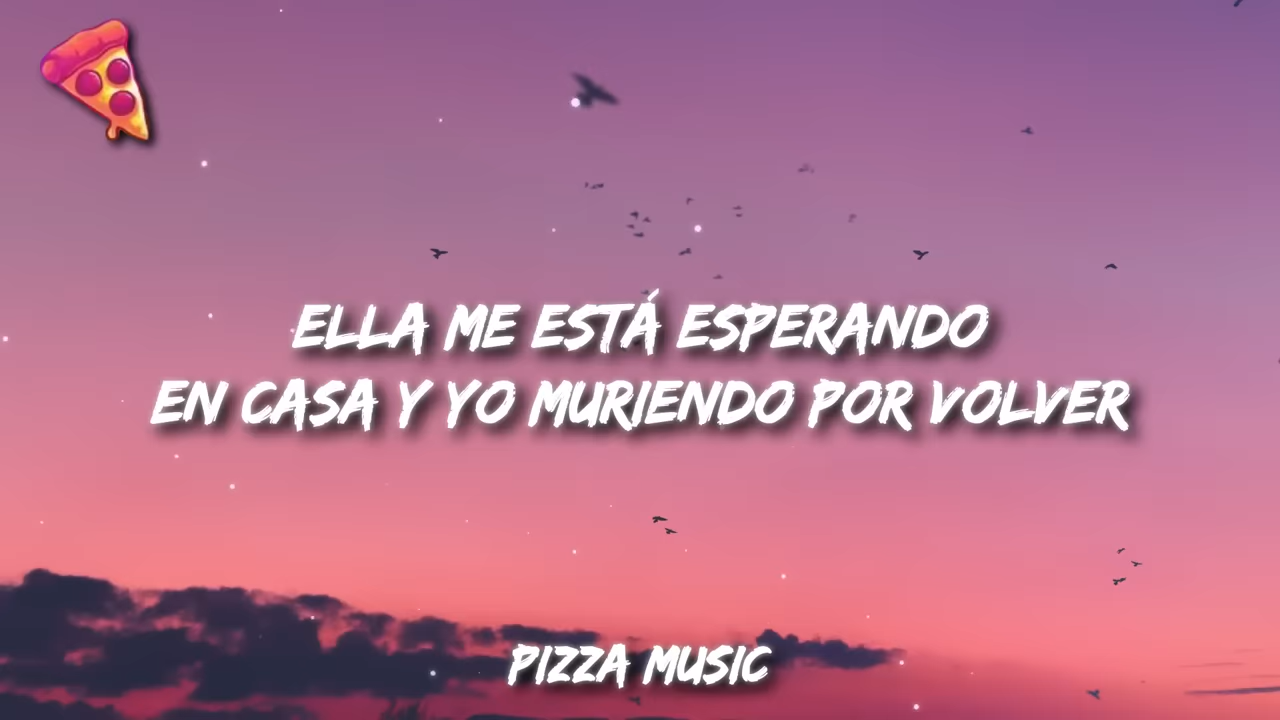 ELLA ME ESTÁ ESPERANDO
EN CASA Y YO MURIENDO POR VOLVER
PIZZA MUSIC